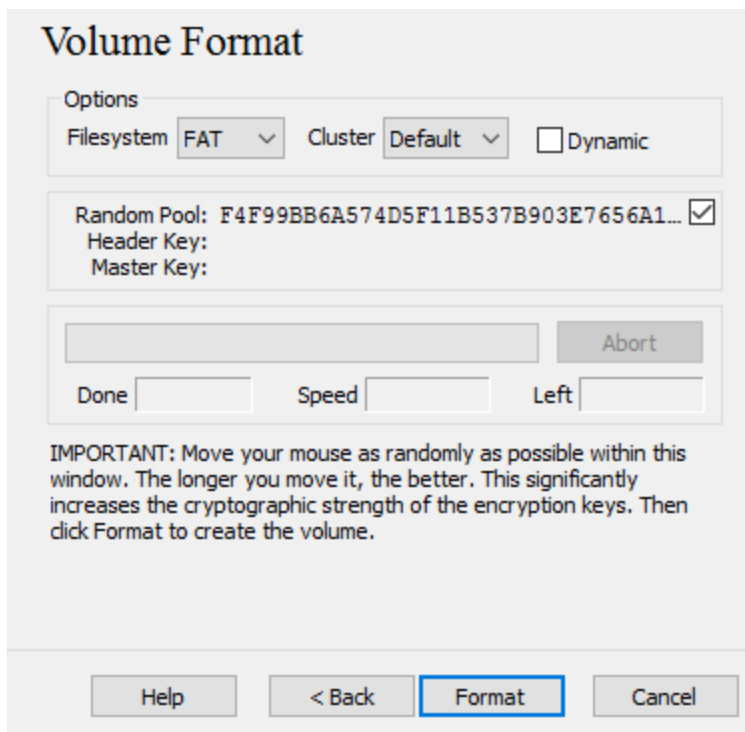 Volume Format
Options
Filesystem FAT Cluster Default Dynamic
Random Pool: F4F99BB6A574D5F11B537B903E7656A1...
Header Key:
Master Key:
Abort
Done Speed Left
IMPORTANT: Move your mouse as randomly as possible within this
window. The longer you move it, the better. This significantly
increases the cryptographic strength of the encryption keys. Then
click Format to create the volume.
Help < Back Format Cancel